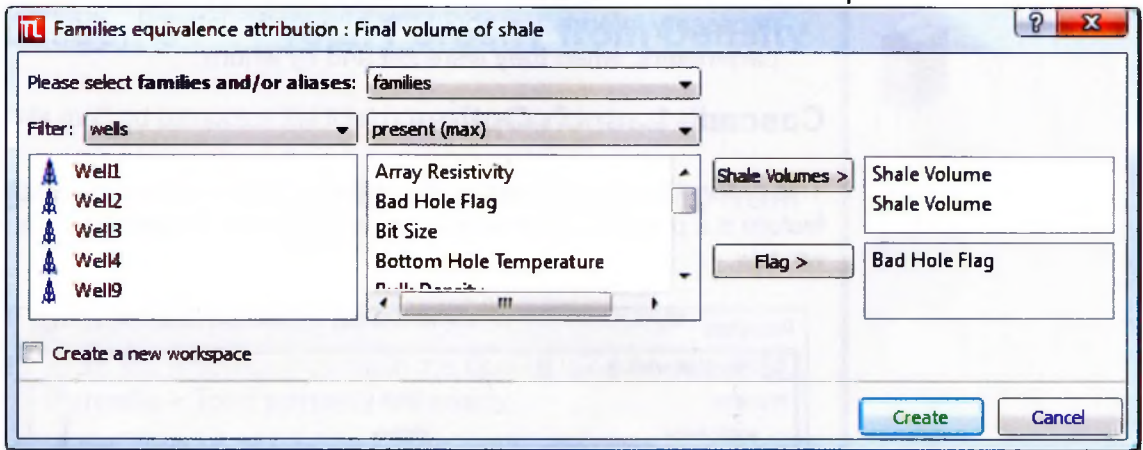 Families equivalence attribution : Final volume of shale
Please select families and/or aliases: families
Filter: wells present (max)
Well1 Array Resistivity Shale Volumes > Shale Volume
Well2 Bad Hole Flag Shale Volume
Well3 Bit Size
Well4 Bottom Hole Temperature Flag > Bad Hole Flag
Well9
Create a new workspace
Create Cancel